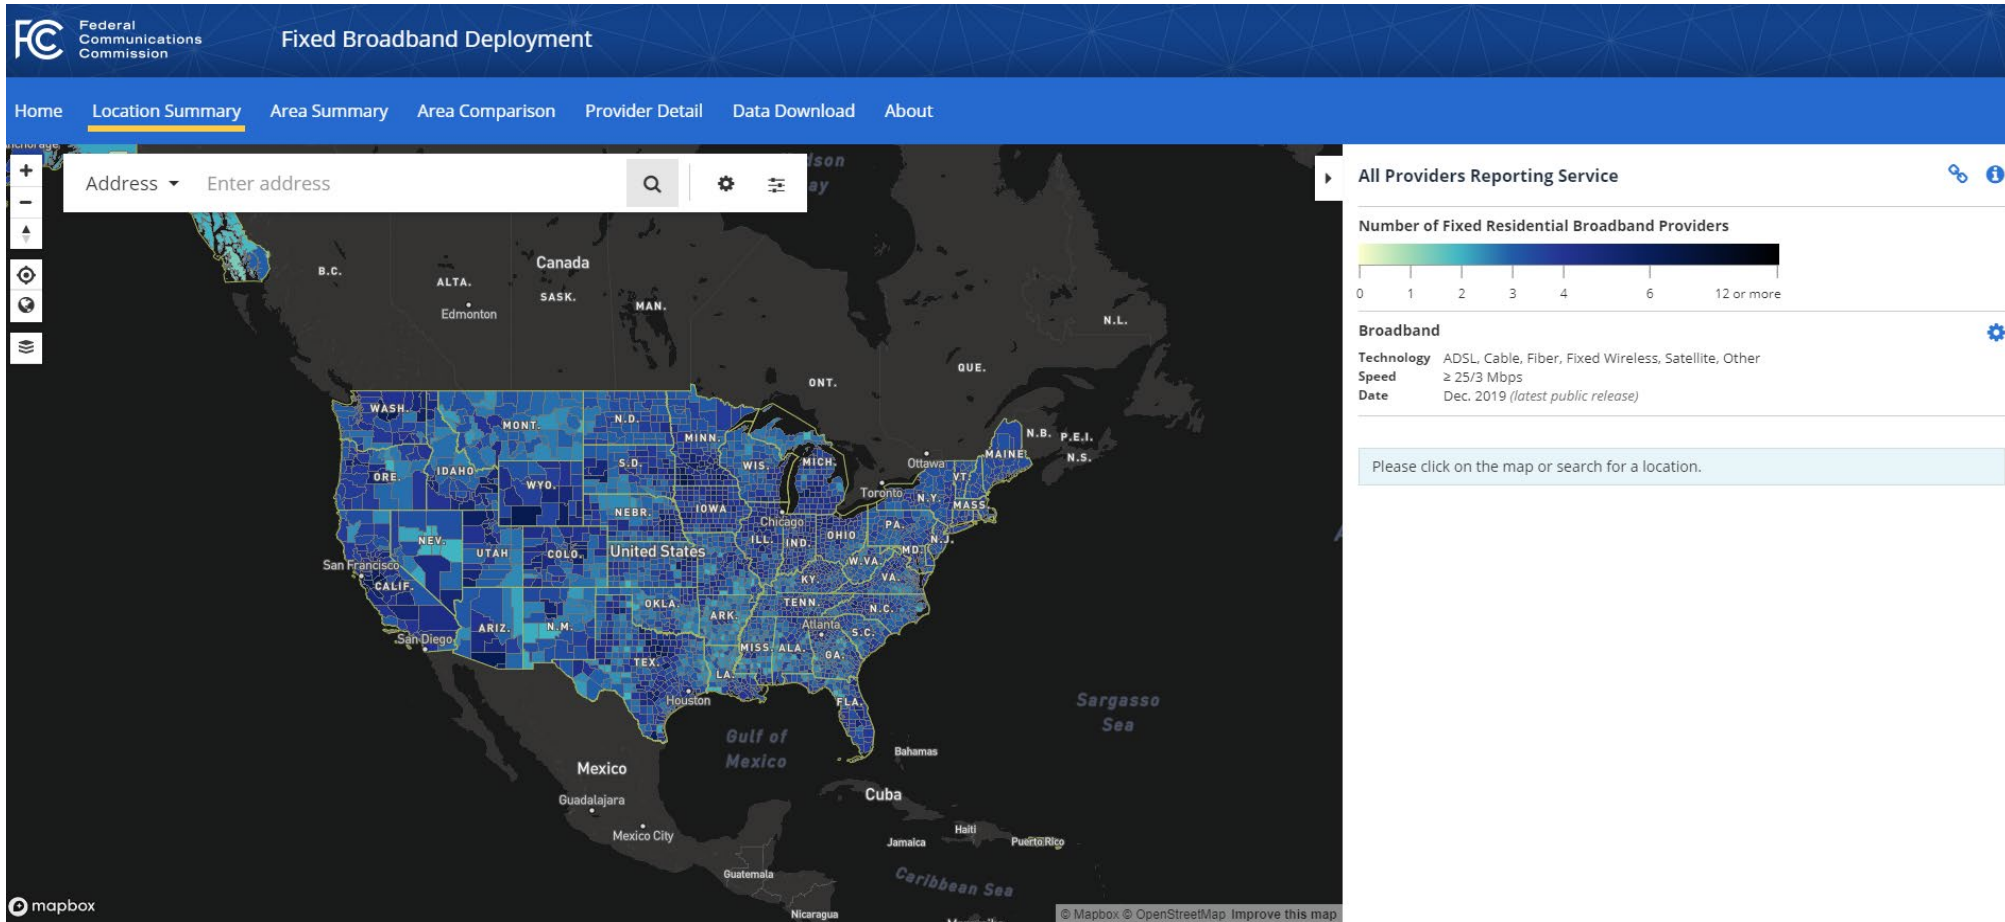 Federal
Communications
Commission
Fixed Broadband Deployment
Home Location Summary Area Summary Area Comparison Provider Detail Data Download About
Address Enter address
All Providers Reporting Service
Number of Fixed Residential Broadband Providers
0 1 2 3 4 6 12 or more
Broadband
Technology ADSL, Cable, Fiber, Fixed Wireless, Satellite, Other
Speed ≥ 25/3 Mbps
Date Dec. 2019 (latest public release)
Please click on the map or search for a location.
B.C.
Canada
ALTA.
SASK.
MAN.
Edmonton
N.L.
QUE.
ONT.
WASH.
MONT.
N.D.
MINN.
N.B.
P.E.I.
N.S.
MAINE
Ottawa
VT.
ORE.
IDAHO
WYO.
S.D.
WIS.
MICH.
Toronto
N.Y.
MASS.
NEBR.
IOWA
Chicago
PA.
NEV.
UTAH
COLO.
United States
ILL.
IND.
OHIO
MD.
N.J.
W.VA.
San Francisco
CALIF.
KY.
VA.
OKLA.
ARK.
TENN.
N.C.
ARIZ.
N.M.
Atlanta
S.C.
San Diego
MISS.
ALA.
GA.
TEX.
LA.
Houston
FLA.
Sargasso
Sea
Gulf of
Mexico
Bahamas
Mexico
Guadalajara
Cuba
Mexico City
Haiti
Jamaica
Puerto Rico
Guatemala
Caribbean Sea
Nicaragua
mapbox
© Mapbox © OpenStreetMap Improve this map